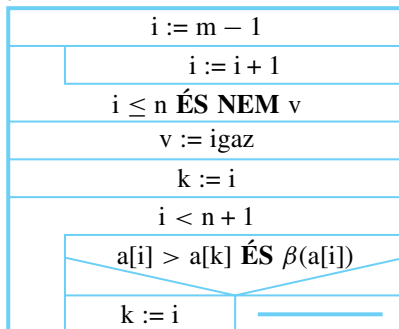 i := m − 1
i := i + 1
i ≤ n ÉS NEM v
v := igaz
k := i
i < n + 1
a[i] > a[k] ÉS β(a[i])
k := i